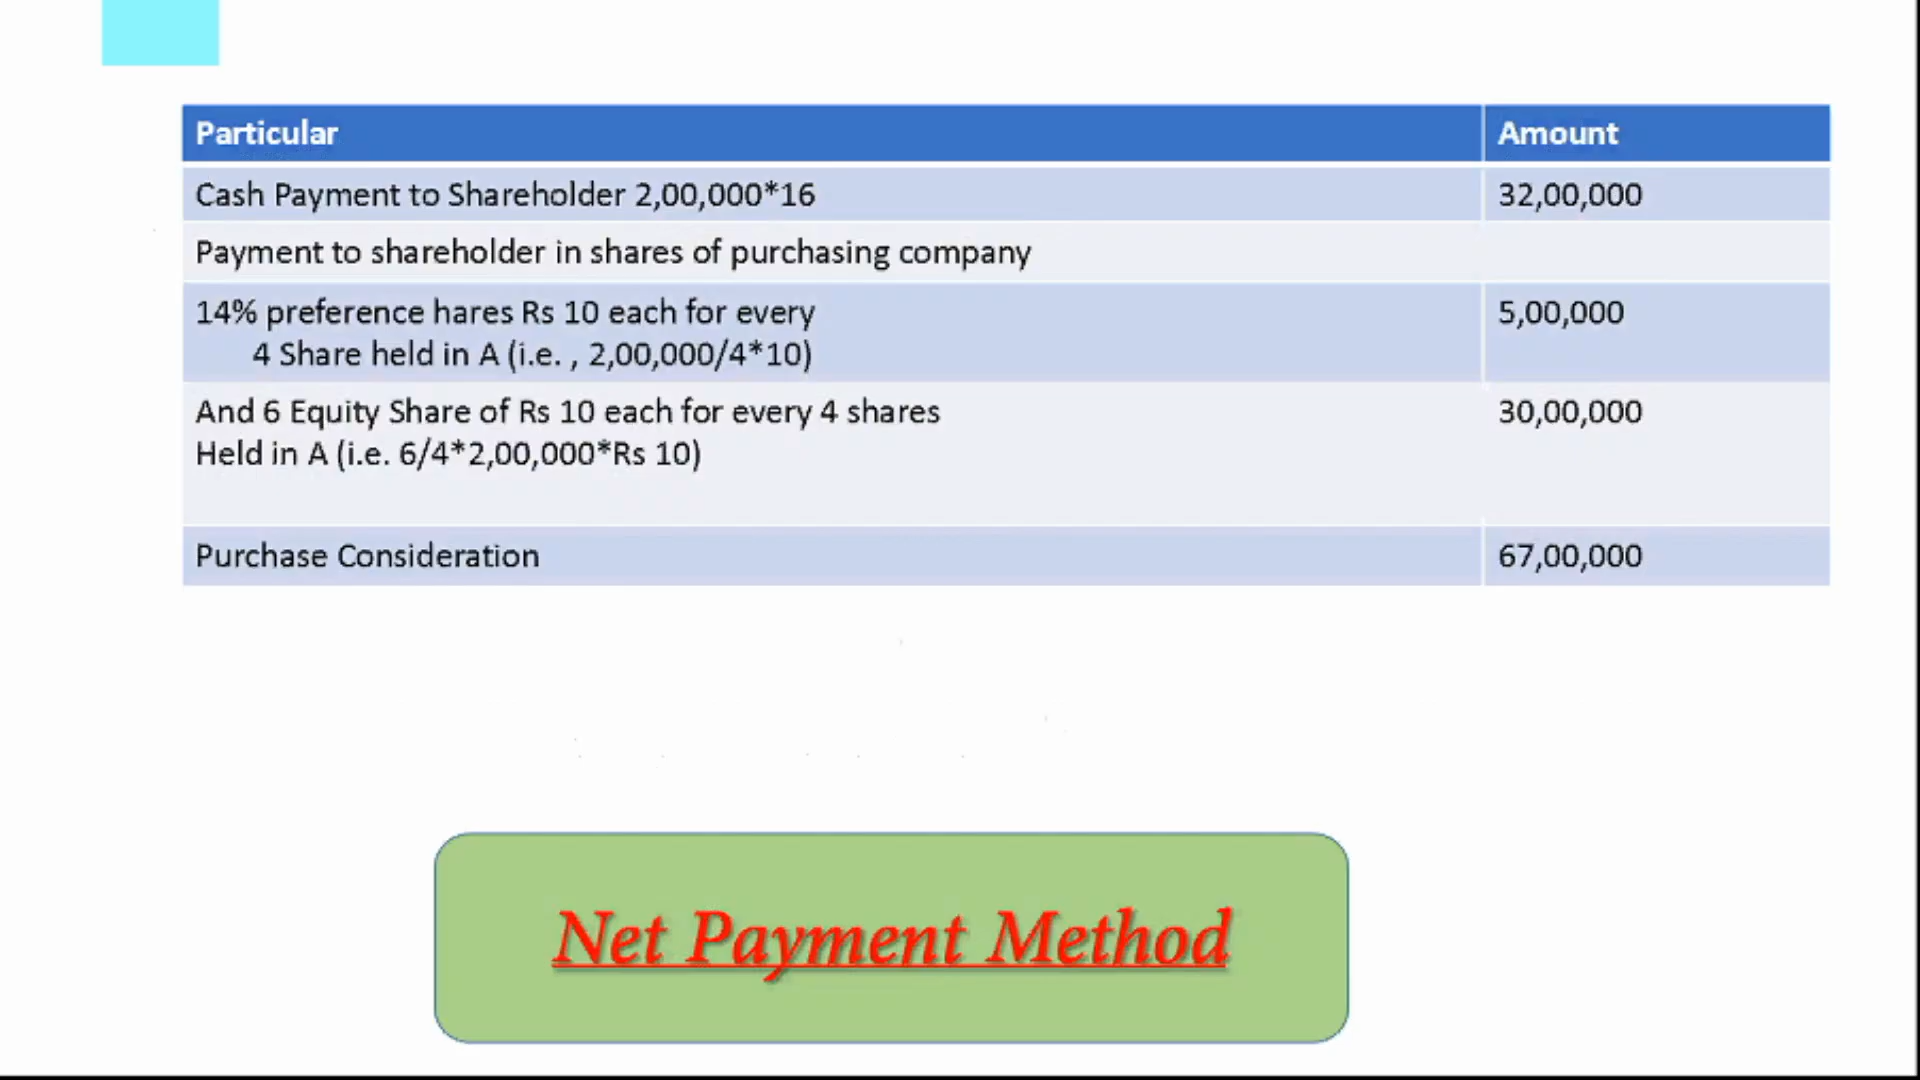 Particular Amount
Cash Payment to Shareholder 2,00,000*16 32,00,000
Payment to shareholder in shares of purchasing company
14% preference hares Rs 10 each for every 5,00,000
4 Share held in A (i.e. , 2,00,000/4*10)
And 6 Equity Share of Rs 10 each for every 4 shares 30,00,000
Held in A (i.e. 6/4*2,00,000*Rs 10)
Purchase Consideration 67,00,000
Net Payment Method